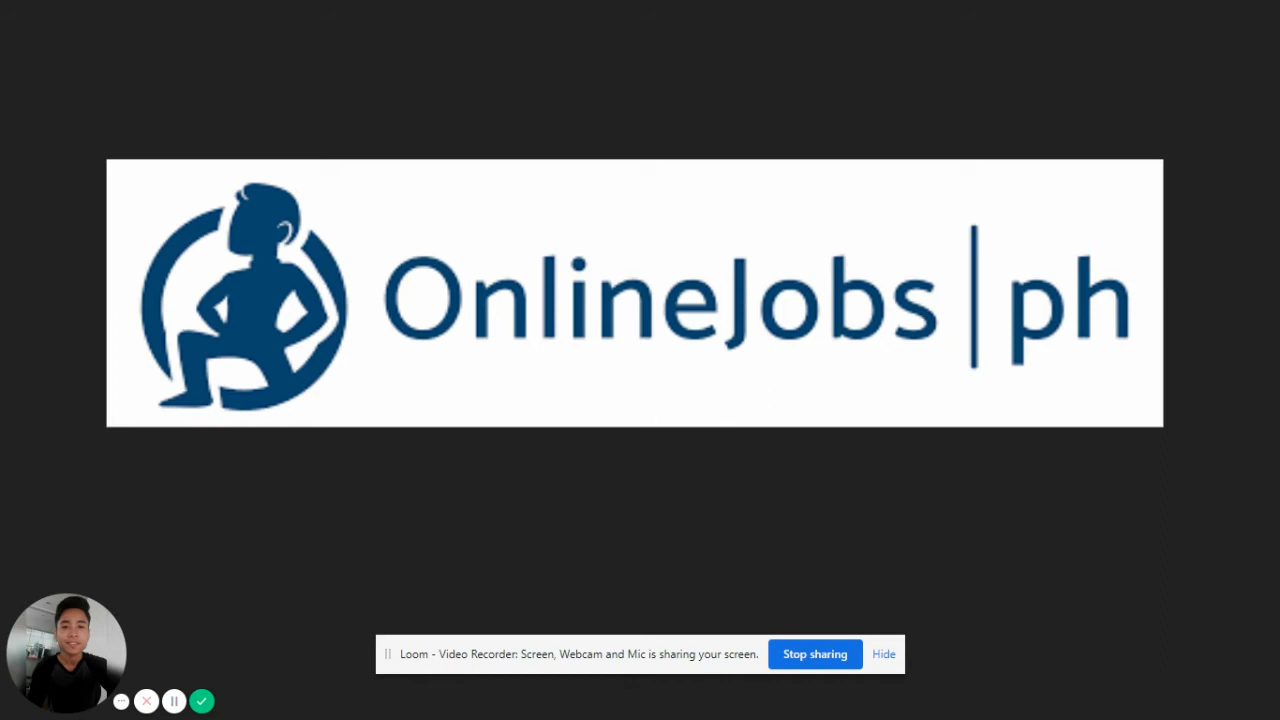 OnlineJobs|ph
Loom - Video Recorder: Screen, Webcam and Mic is sharing your screen.
Stop sharing
Hide